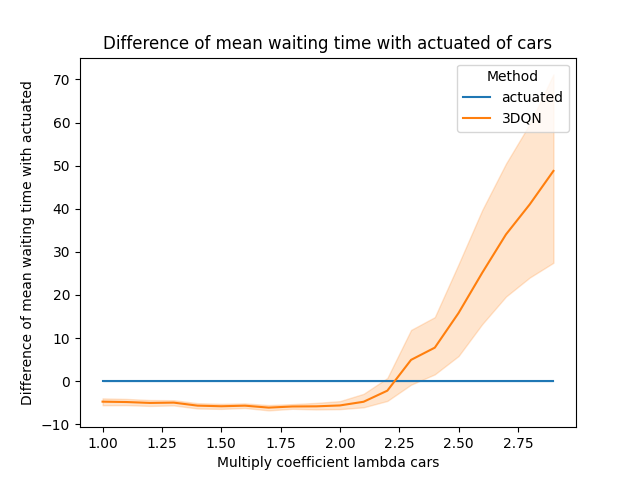 Difference of mean waiting time with actuated of cars
Difference of mean waiting time with actuated
70
60
50
40
30
20
10
0
−10
Method
actuated
3DQN
1.00 1.25 1.50 1.75 2.00 2.25 2.50 2.75
Multiply coefficient lambda cars